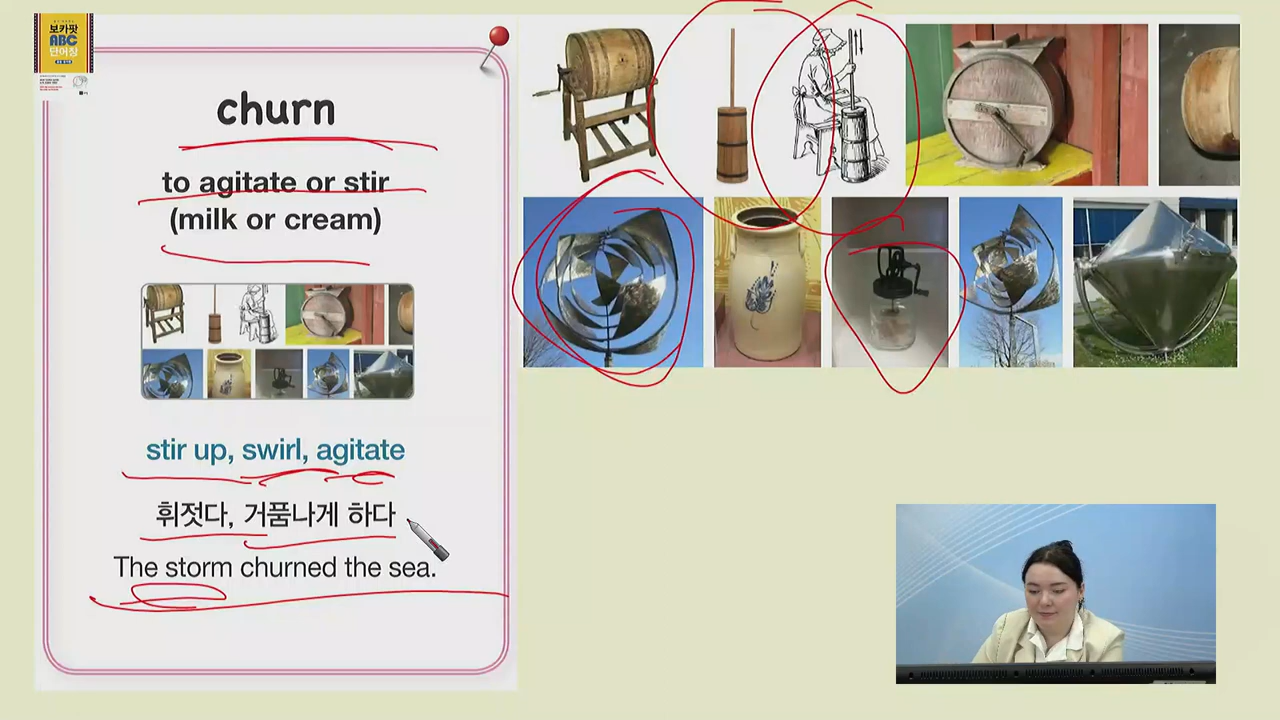 보카팟
ABC
단어장
churn
to agitate or stir
(milk or cream)
stir up, swirl, agitate
휘젓다, 거품나게 하다
The storm churned the sea.